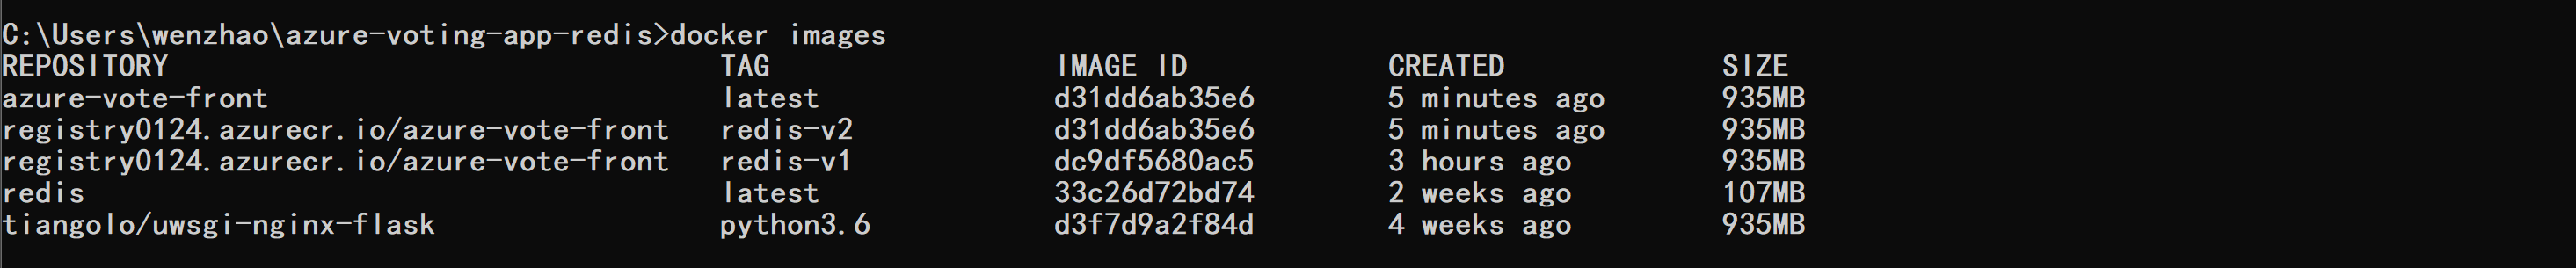 C:\Users\wenzhao\azure-voting-app-redis>docker images
REPOSITORY TAG IMAGE ID CREATED SIZE
azure-vote-front latest d31dd6ab35e6 5 minutes ago 935MB
registry0124.azurecr.io/azure-vote-front redis-v2 d31dd6ab35e6 5 minutes ago 935MB
registry0124.azurecr.io/azure-vote-front redis-v1 dc9df5680ac5 3 hours ago 935MB
redis latest 33c26d72bd74 2 weeks ago 107MB
tiangolo/uwsgi-nginx-flask python3.6 d3f7d9a2f84d 4 weeks ago 935MB